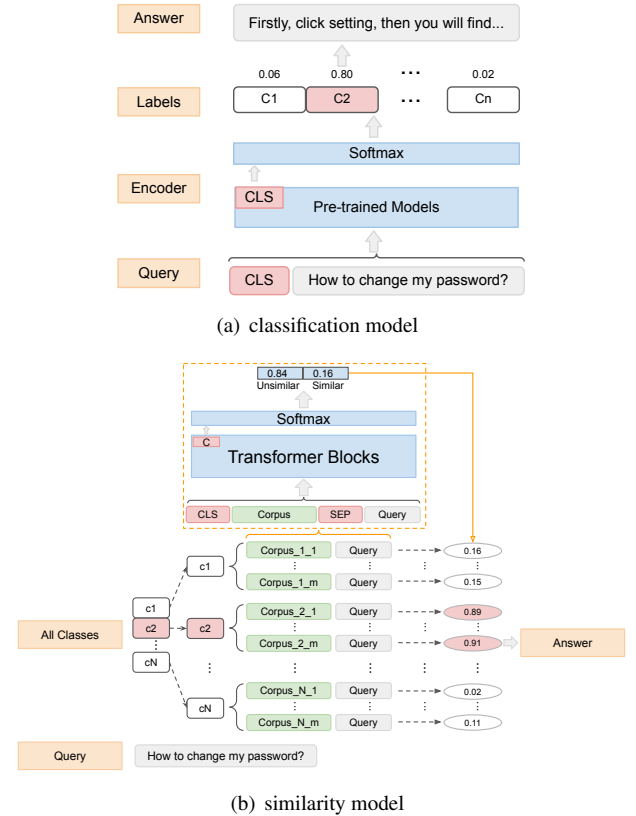 Answer
Firstly, click setting, then you will find...
0.06 0.80 ... 0.02
Labels
C1 C2 ... Cn
Softmax
Encoder
CLS
Pre-trained Models
Query
CLS How to change my password?
(a) classification model
0.84 0.16
Unsimilar Similar
Softmax
C
Transformer Blocks
CLS Corpus SEP Query
Corpus_1_1 Query 0.16
c1
Corpus_1_m Query 0.15
c1
Corpus_2_1 Query 0.89
All Classes c2 c2
Corpus_2_m Query 0.91 Answer
cN
Corpus_N_1 Query 0.02
cN
Corpus_N_m Query 0.11
Query How to change my password?
(b) similarity model